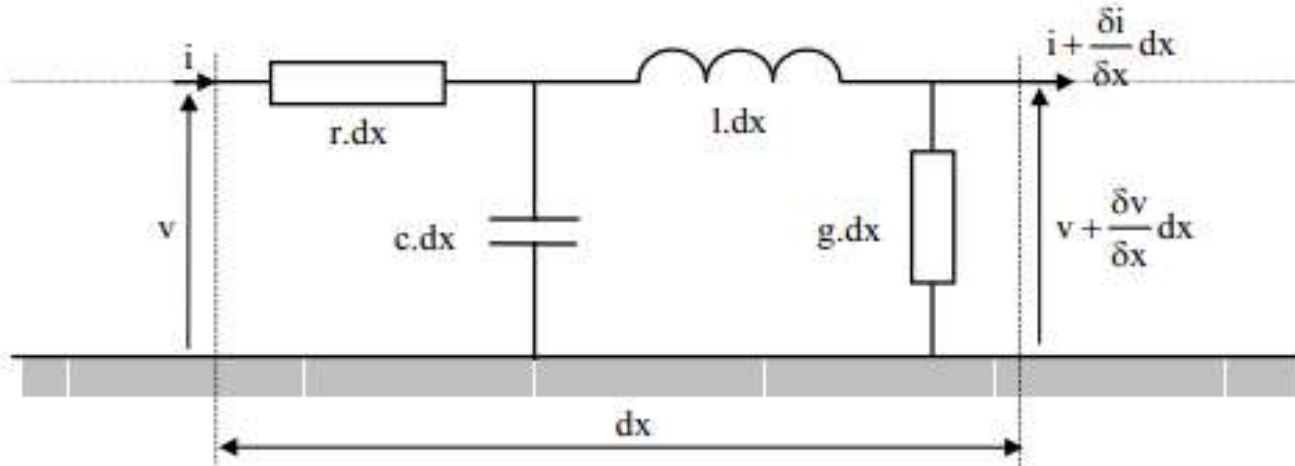 i
i + δi/δx dx
r.dx
l.dx
v
c.dx
g.dx
v + δv/δx dx
dx